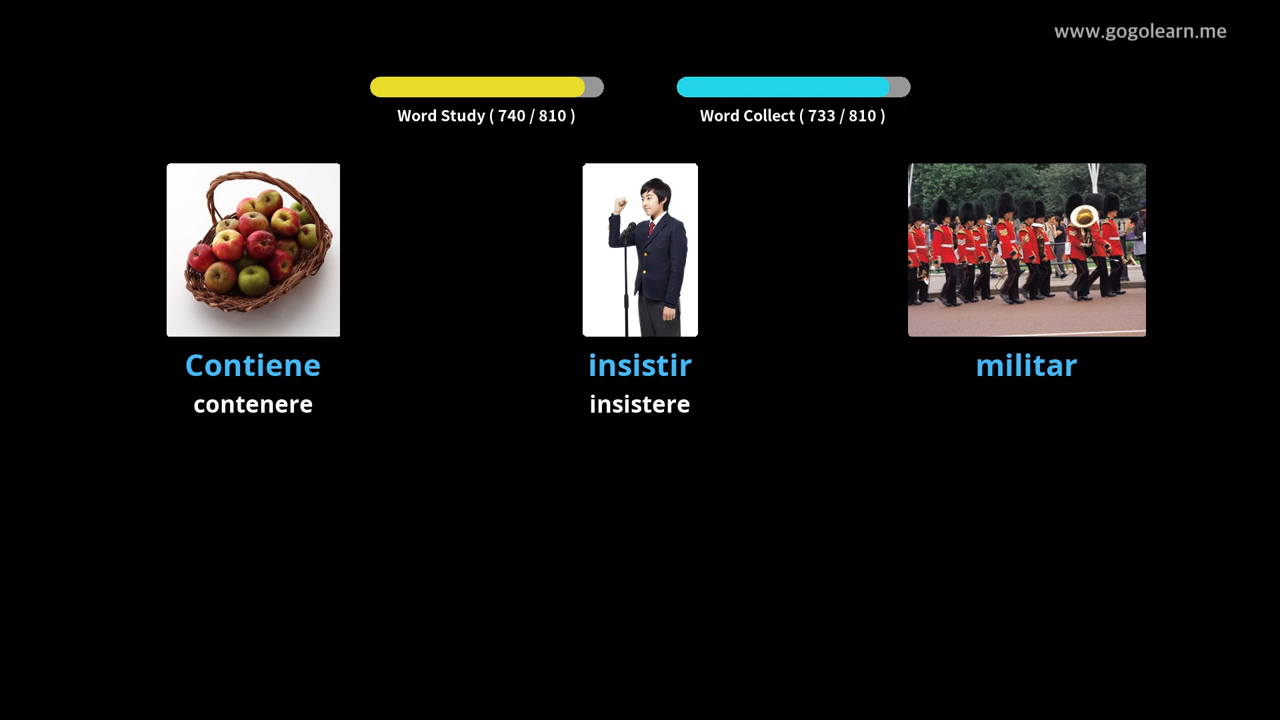 www.gogolearn.me
Word Study ( 740 / 810 )
Word Collect ( 733 / 810 )
Contiene
contenere
insistir
insistere
militar